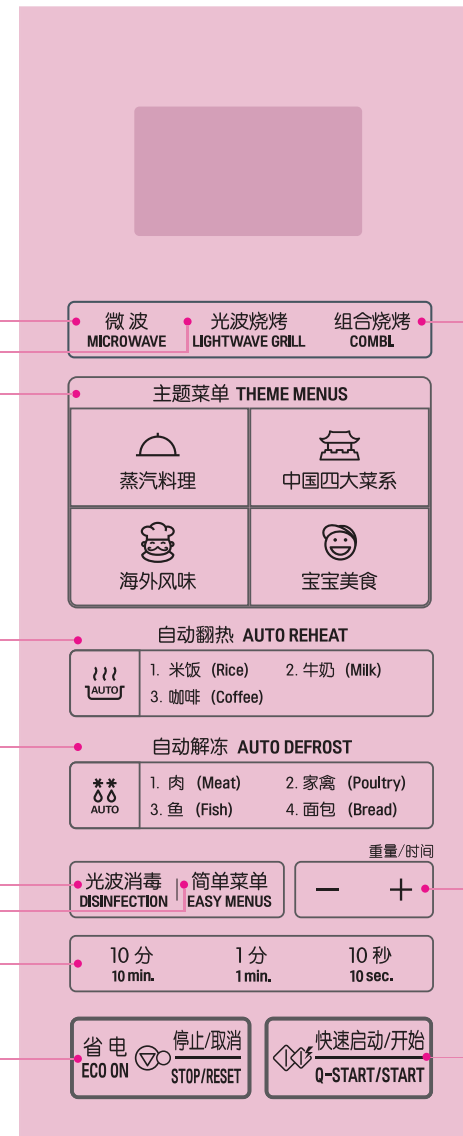 微波 光波烧烤 组合烧烤
MICROWAVE LIGHTWAVE GRILL COMBI.
主题菜单 THEME MENUS
蒸汽料理 中国四大菜系
海外风味 宝宝美食
自动翻热 AUTO REHEAT
AUTO
1. 米饭 (Rice) 2. 牛奶 (Milk)
3. 咖啡 (Coffee)
自动解冻 AUTO DEFROST
AUTO
1. 肉 (Meat) 2. 家禽 (Poultry)
3. 鱼 (Fish) 4. 面包 (Bread)
重量/时间
光波消毒 简单菜单 − +
DISINFECTION EASY MENUS
10 分 1 分 10 秒
10 min. 1 min. 10 sec.
省电 停止/取消 快速启动/开始
ECO ON STOP/RESET Q-START/START